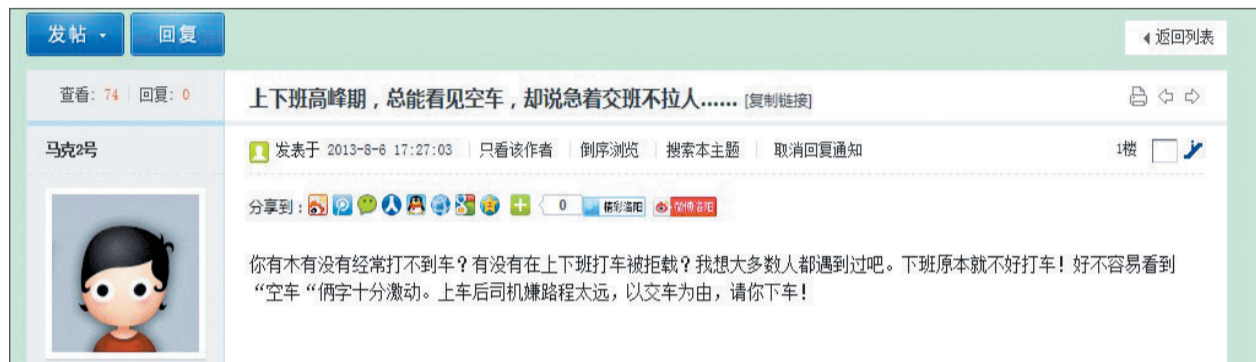 发帖 回复
返回列表
查看: 74 回复: 0
上下班高峰期，总能看见空车，却说急着交班不拉人…… [复制链接]
马克2号
发表于 2013-8-6 17:27:03 只看该作者 倒序浏览 搜索本主题 取消回复通知 1楼
分享到: 0 精彩洛阳 微博洛阳
你有木有没有经常打不到车？有没有在上下班打车被拒载？我想大多数人都遇到过吧。下班原本就不好打车！好不容易看到
“空车“俩字十分激动。上车后司机嫌路程太远，以交车为由，请你下车！